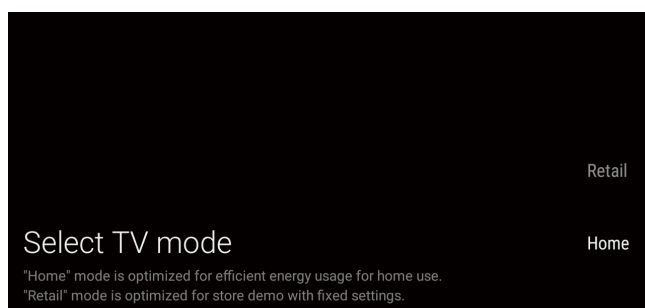 Retail
Select TV mode
Home
"Home" mode is optimized for efficient energy usage for home use.
"Retail" mode is optimized for store demo with fixed settings.